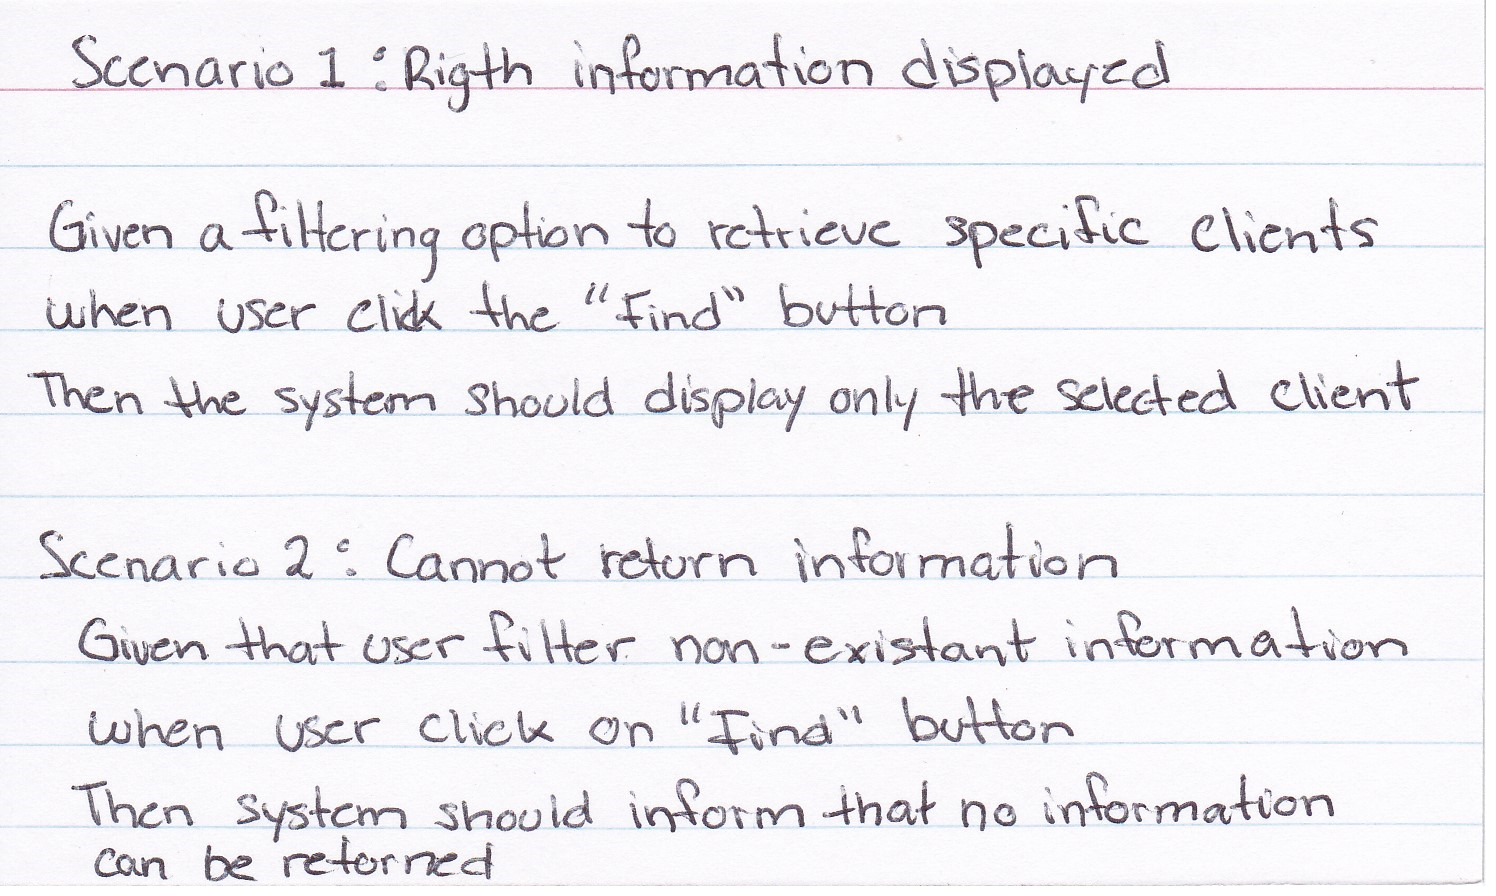 Scenario 1 : Rigth information displayed
Given a filtering option to retrieve specific clients
when user click the "Find" button
Then the system should display only the selected client
Scenario 2 : Cannot return information
Given that user filter non-existant information
when user click on "Find" button
Then system should inform that no information
can be retorned